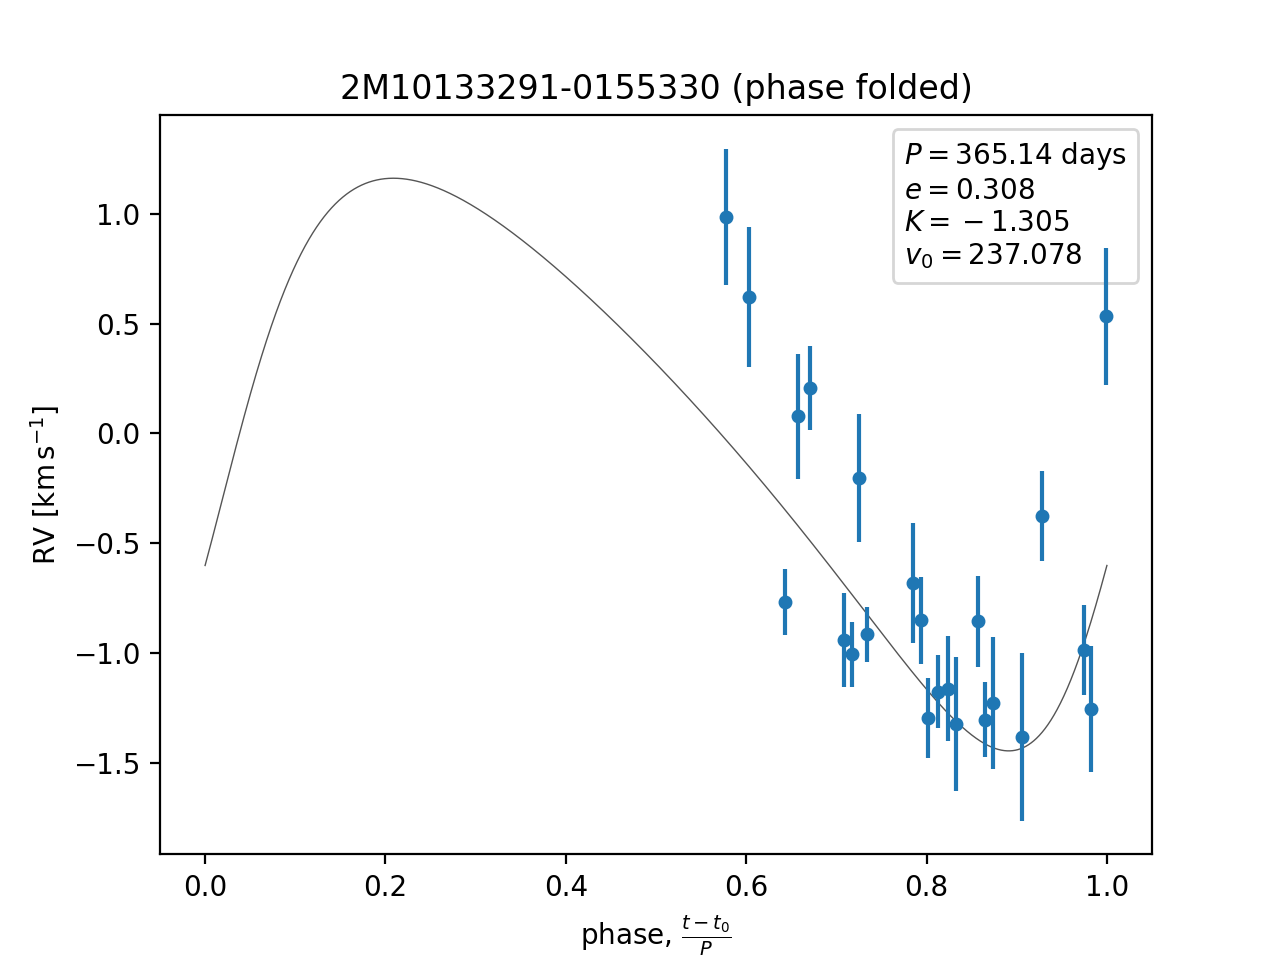 2M10133291-0155330 (phase folded)
P = 365.14 days
e = 0.308
K = −1.305
v₀ = 237.078
RV [km s⁻¹]
1.0
0.5
0.0
−0.5
−1.0
−1.5
0.0 0.2 0.4 0.6 0.8 1.0
phase, (t − t₀)/P